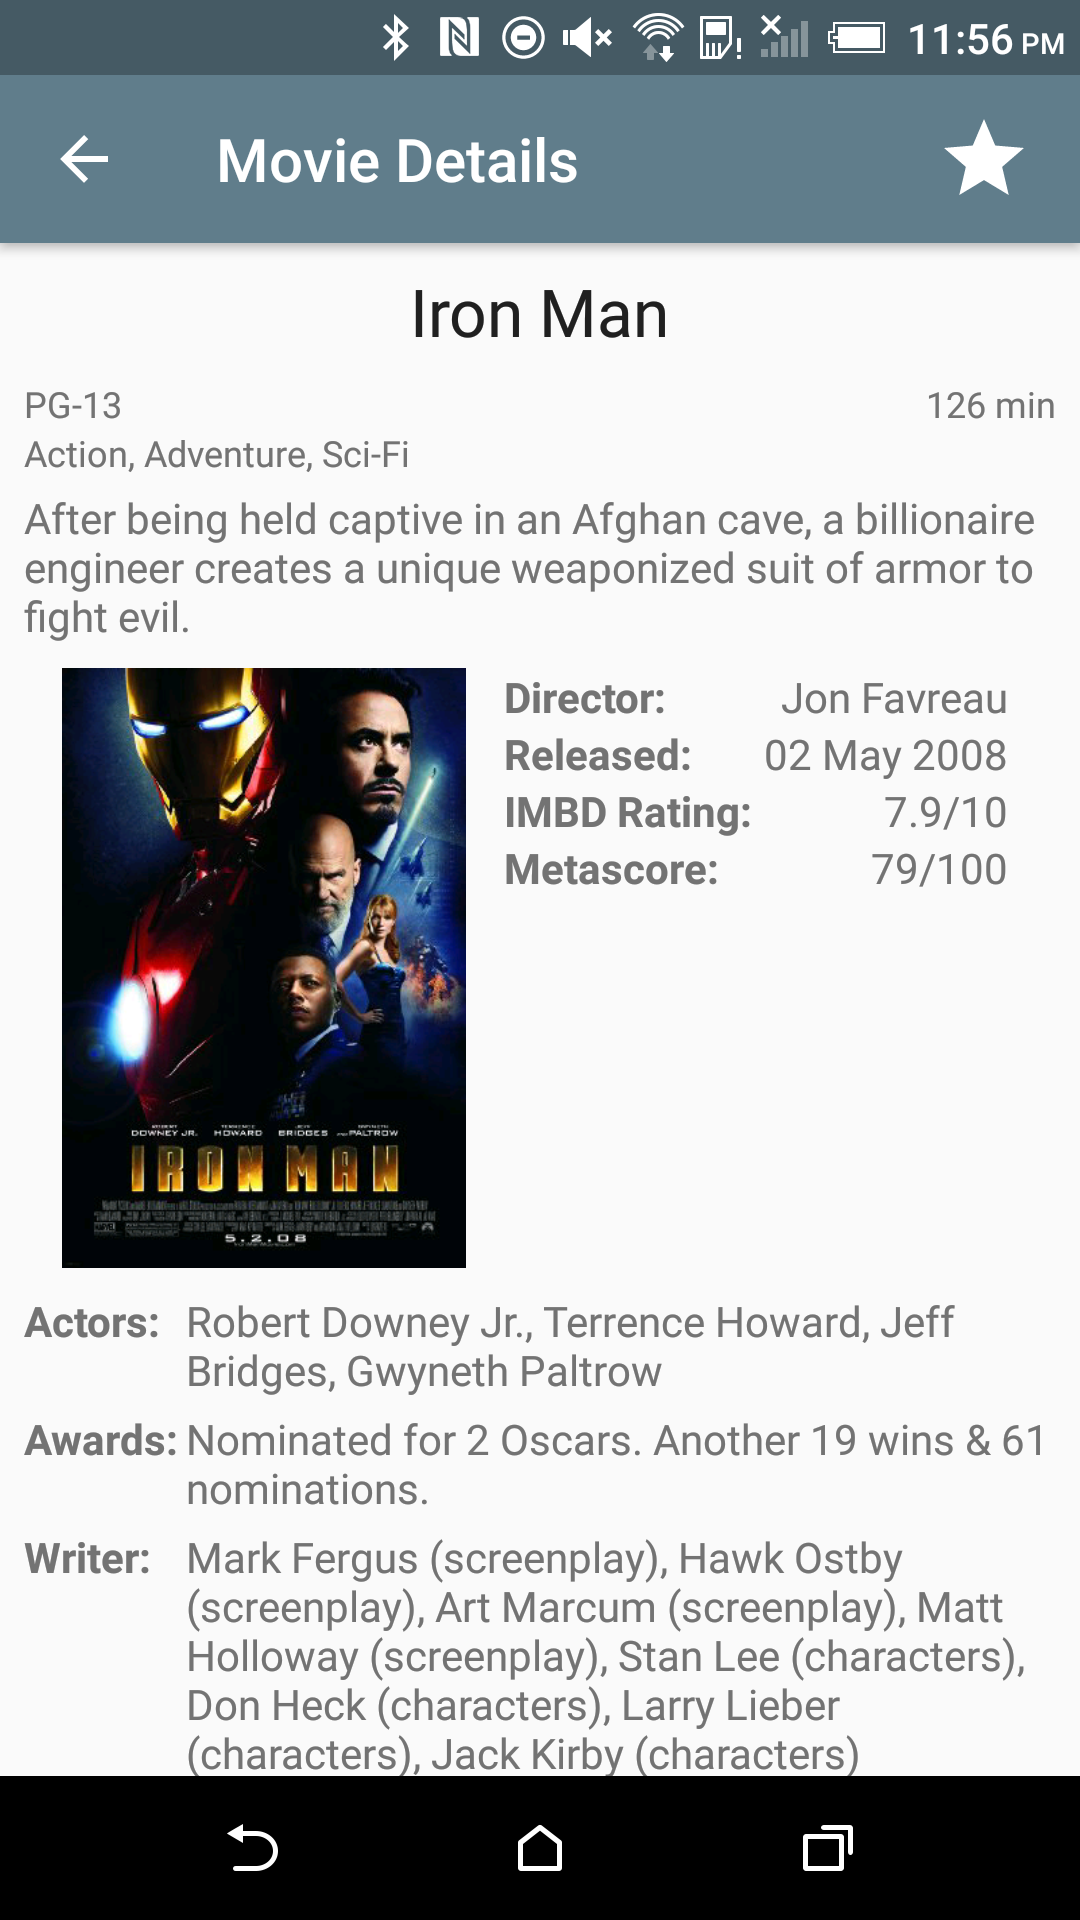 11:56 PM
Movie Details
Iron Man
PG-13
126 min
Action, Adventure, Sci-Fi
After being held captive in an Afghan cave, a billionaire
engineer creates a unique weaponized suit of armor to
fight evil.
Director: Jon Favreau
Released: 02 May 2008
IMBD Rating: 7.9/10
Metascore: 79/100
DOWNEY JR. HOWARD BRIDGES PALTROW
IRON MAN
5.2.08
Actors: Robert Downey Jr., Terrence Howard, Jeff
Bridges, Gwyneth Paltrow
Awards: Nominated for 2 Oscars. Another 19 wins & 61
nominations.
Writer: Mark Fergus (screenplay), Hawk Ostby
(screenplay), Art Marcum (screenplay), Matt
Holloway (screenplay), Stan Lee (characters),
Don Heck (characters), Larry Lieber
(characters), Jack Kirby (characters)